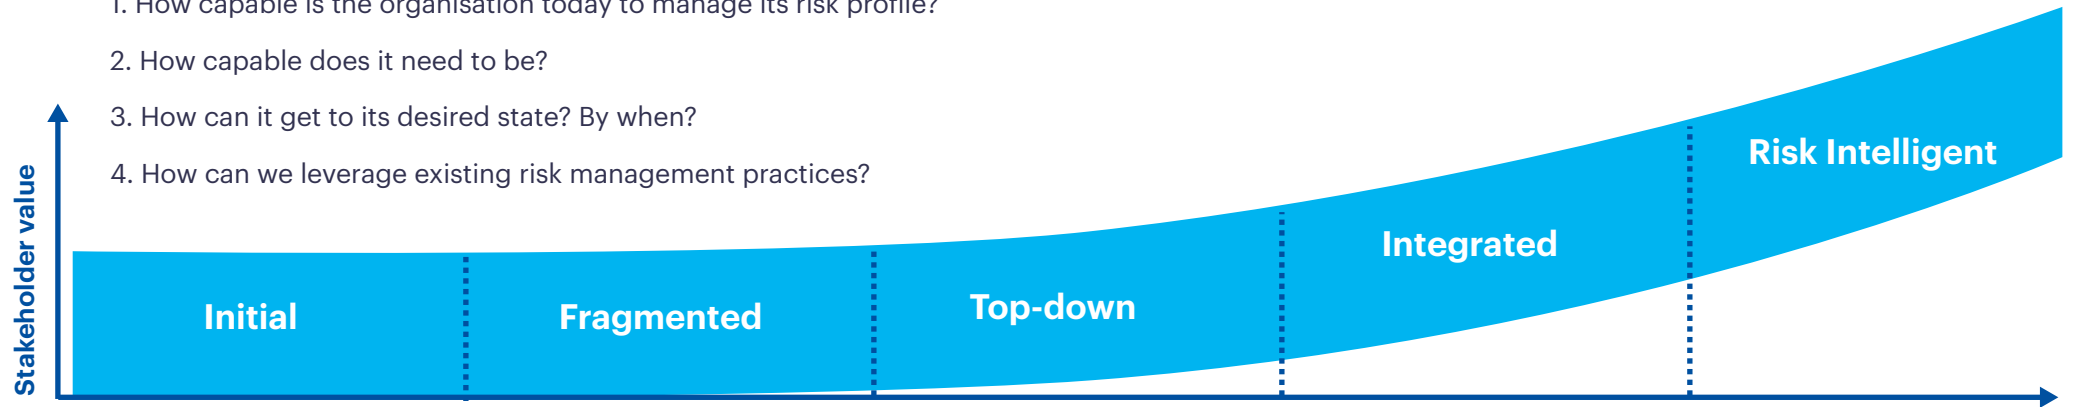 1. How capable is the organisation today to manage its risk profile?
2. How capable does it need to be?
3. How can it get to its desired state? By when?
4. How can we leverage existing risk management practices?
Stakeholder value
Initial
Fragmented
Top-down
Integrated
Risk Intelligent